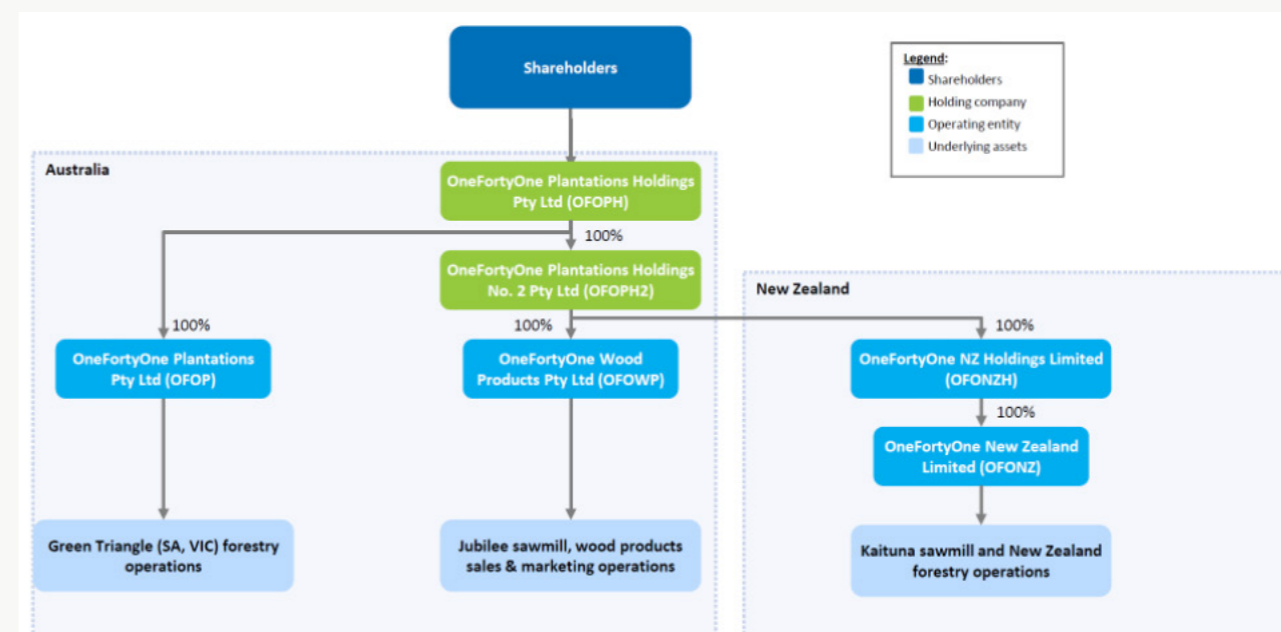 Shareholders
Legend:
Shareholders
Holding company
Operating entity
Underlying assets
Australia
OneFortyOne Plantations Holdings
Pty Ltd (OFOPH)
100%
OneFortyOne Plantations Holdings
No. 2 Pty Ltd (OFOPH2)
New Zealand
100%
100%
100%
OneFortyOne Plantations
Pty Ltd (OFOP)
OneFortyOne Wood
Products Pty Ltd (OFOWP)
OneFortyOne NZ Holdings Limited
(OFONZH)
100%
OneFortyOne New Zealand
Limited (OFONZ)
Green Triangle (SA, VIC) forestry
operations
Jubilee sawmill, wood products
sales & marketing operations
Kaituna sawmill and New Zealand
forestry operations